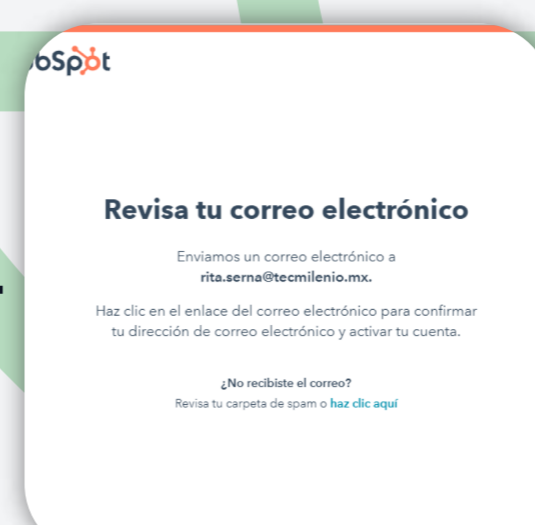 bSpot
Revisa tu correo electrónico
Enviamos un correo electrónico a
rita.serna@tecmilenio.mx.
Haz clic en el enlace del correo electrónico para confirmar
tu dirección de correo electrónico y activar tu cuenta.
¿No recibiste el correo?
Revisa tu carpeta de spam o haz clic aquí